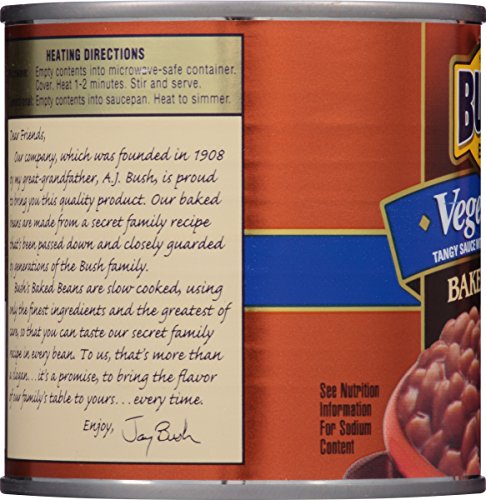 HEATING DIRECTIONS
Empty contents into microwave-safe container.
Cover. Heat 1-2 minutes. Stir and serve.
Empty contents into saucepan. Heat to simmer.
Dear Friends,
Our company, which was founded in 1908
by my great-grandfather, A.J. Bush, is proud
to bring you this quality product. Our baked
beans are made from a secret family recipe
that's been passed down and closely guarded
by generations of the Bush family.
Bush's Baked Beans are slow cooked, using
only the finest ingredients and the greatest of
care, so that you can taste our secret family
recipe in every bean. To us, that's more than
a slogan...it's a promise, to bring the flavor
of our family's table to yours...every time.
Enjoy, Jay Bush
BU
Vege
TANGY SAUCE WI
BAKE
See Nutrition
Information
For Sodium
Content